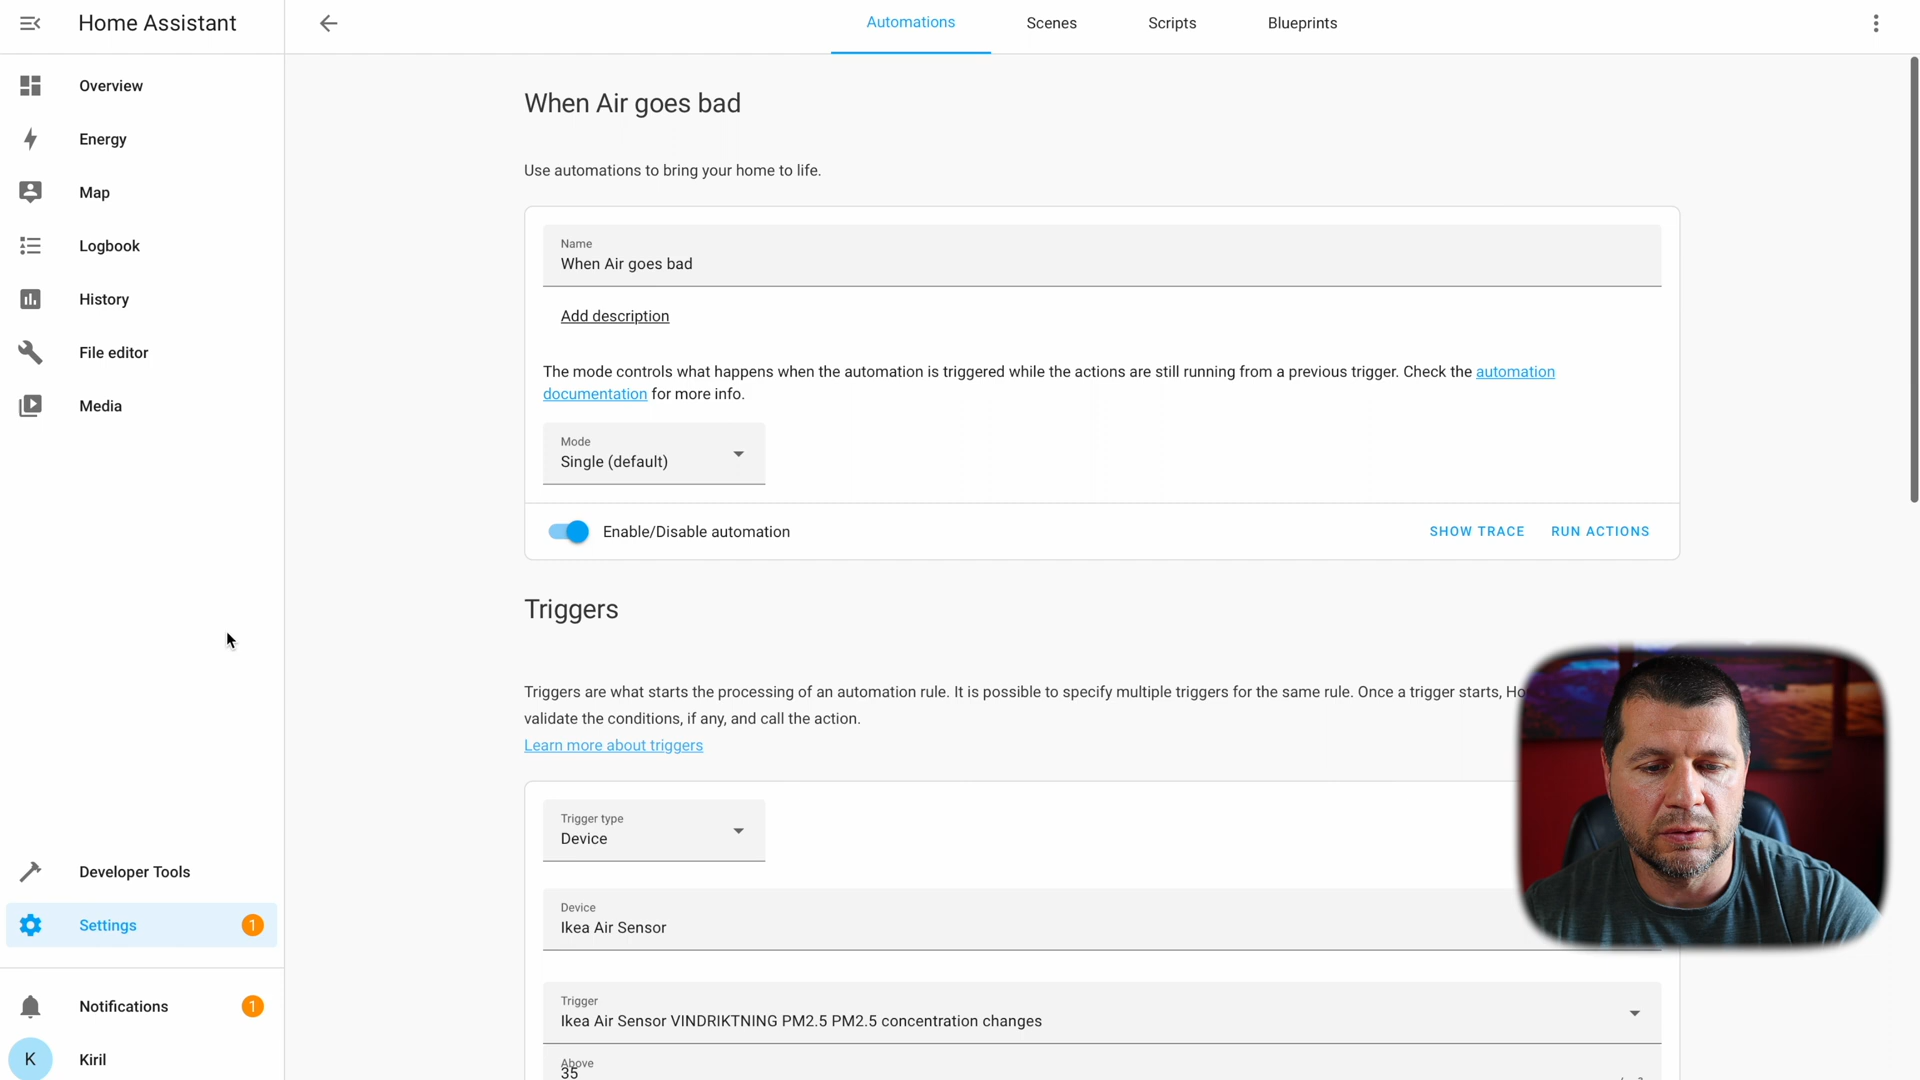 Home Assistant
Automations
Scenes
Scripts
Blueprints
Overview
Energy
Map
Logbook
History
File editor
Media
Developer Tools
Settings
1
Notifications
1
K
Kiril
When Air goes bad
Use automations to bring your home to life.
Name
When Air goes bad
Add description
The mode controls what happens when the automation is triggered while the actions are still running from a previous trigger. Check the automation
documentation for more info.
Mode
Single (default)
Enable/Disable automation
SHOW TRACE
RUN ACTIONS
Triggers
Triggers are what starts the processing of an automation rule. It is possible to specify multiple triggers for the same rule. Once a trigger starts,
validate the conditions, if any, and call the action.
Learn more about triggers
Trigger type
Device
Device
Ikea Air Sensor
Trigger
Ikea Air Sensor VINDRIKTNING PM2.5 PM2.5 concentration changes
Above
35